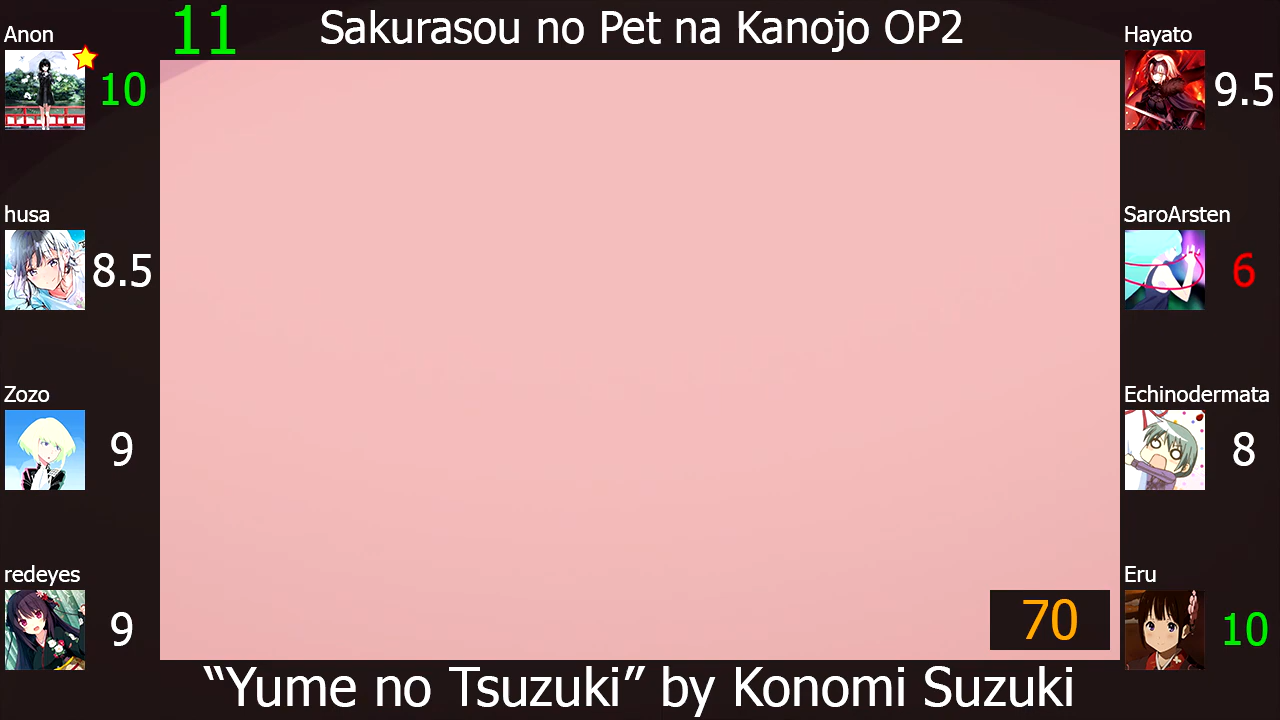 11
Sakurasou no Pet na Kanojo OP2
Anon
10
husa
8.5
Zozo
9
redeyes
9
Hayato
9.5
SaroArsten
6
Echinodermata
8
Eru
10
70
“Yume no Tsuzuki” by Konomi Suzuki